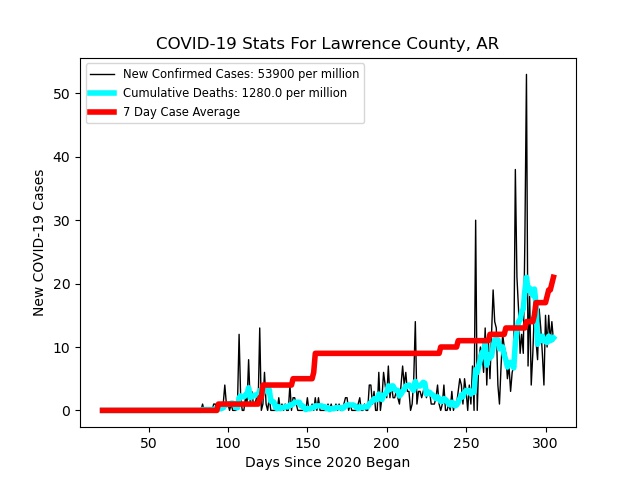 COVID-19 Stats For Lawrence County, AR
New Confirmed Cases: 53900 per million
Cumulative Deaths: 1280.0 per million
7 Day Case Average
New COVID-19 Cases
50
40
30
20
10
0
50 100 150 200 250 300
Days Since 2020 Began